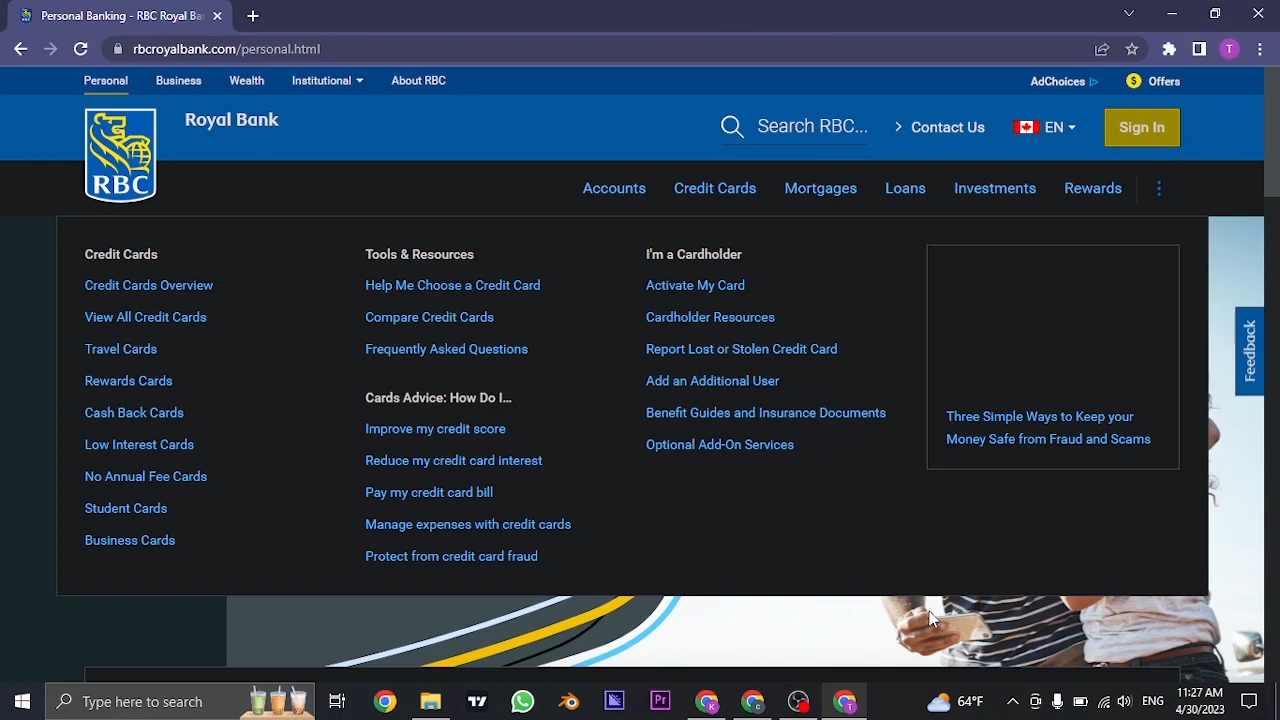 Personal Banking - RBC Royal Ba
rbcroyalbank.com/personal.html
T
Personal
Business
Wealth
Institutional
About RBC
AdChoices
$ Offers
RBC
Royal Bank
Search RBC...
Contact Us
EN
Sign In
Accounts
Credit Cards
Mortgages
Loans
Investments
Rewards
Credit Cards
Credit Cards Overview
View All Credit Cards
Travel Cards
Rewards Cards
Cash Back Cards
Low Interest Cards
No Annual Fee Cards
Student Cards
Business Cards
Tools & Resources
Help Me Choose a Credit Card
Compare Credit Cards
Frequently Asked Questions
Cards Advice: How Do I...
Improve my credit score
Reduce my credit card interest
Pay my credit card bill
Manage expenses with credit cards
Protect from credit card fraud
I'm a Cardholder
Activate My Card
Cardholder Resources
Report Lost or Stolen Credit Card
Add an Additional User
Benefit Guides and Insurance Documents
Optional Add-On Services
Three Simple Ways to Keep your
Money Safe from Fraud and Scams
Feedback
Type here to search
Pr
K
C
T
64°F
ENG
11:27 AM
4/30/2023